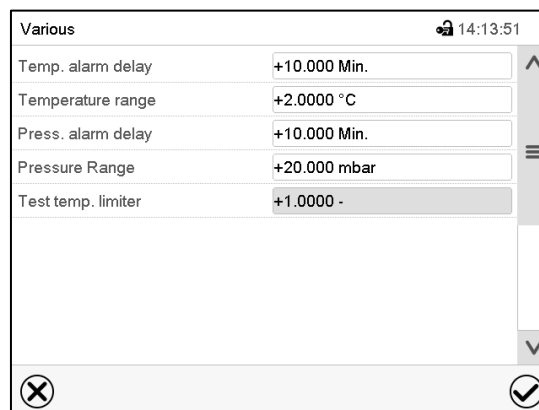 Various 14:13:51
Temp. alarm delay +10.000 Min.
Temperature range +2.0000 °C
Press. alarm delay +10.000 Min.
Pressure Range +20.000 mbar
Test temp. limiter +1.0000 -